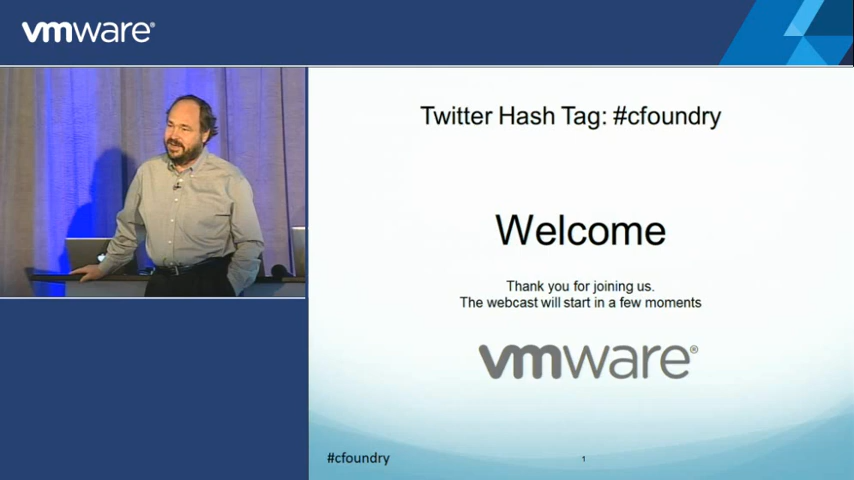 vmware®
Twitter Hash Tag: #cfoundry
Welcome
Thank you for joining us.
The webcast will start in a few moments
vmware®
#cfoundry
1